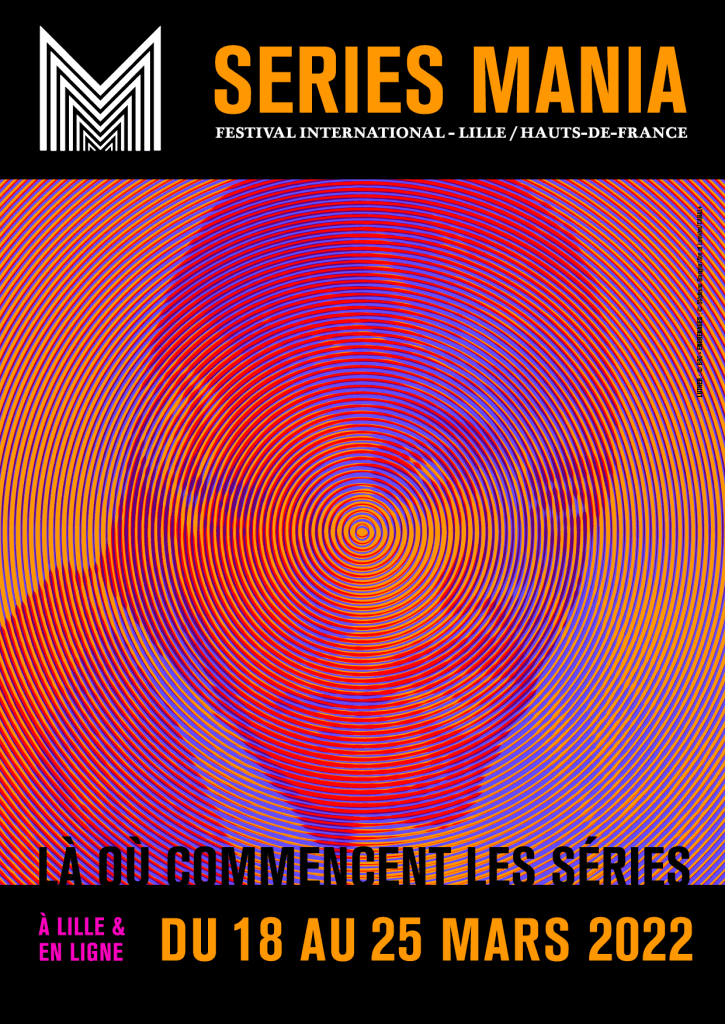 SERIES MANIA
FESTIVAL INTERNATIONAL - LILLE / HAUTS-DE-FRANCE
LÀ OÙ COMMENCENT LES SÉRIES
À LILLE &
EN LIGNE
DU 18 AU 25 MARS 2022